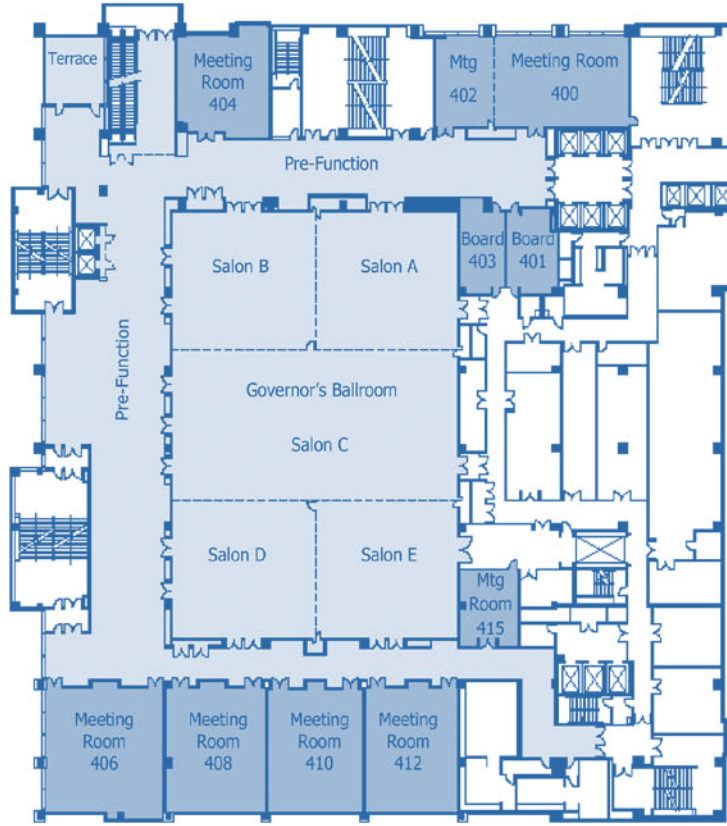 Terrace
Meeting
Room
404
Mtg
402
Meeting Room
400
Pre-Function
Board
403
Board
401
Salon B
Salon A
Pre-Function
Governor's Ballroom
Salon C
Salon D
Salon E
Mtg
Room
415
Meeting
Room
406
Meeting
Room
408
Meeting
Room
410
Meeting
Room
412